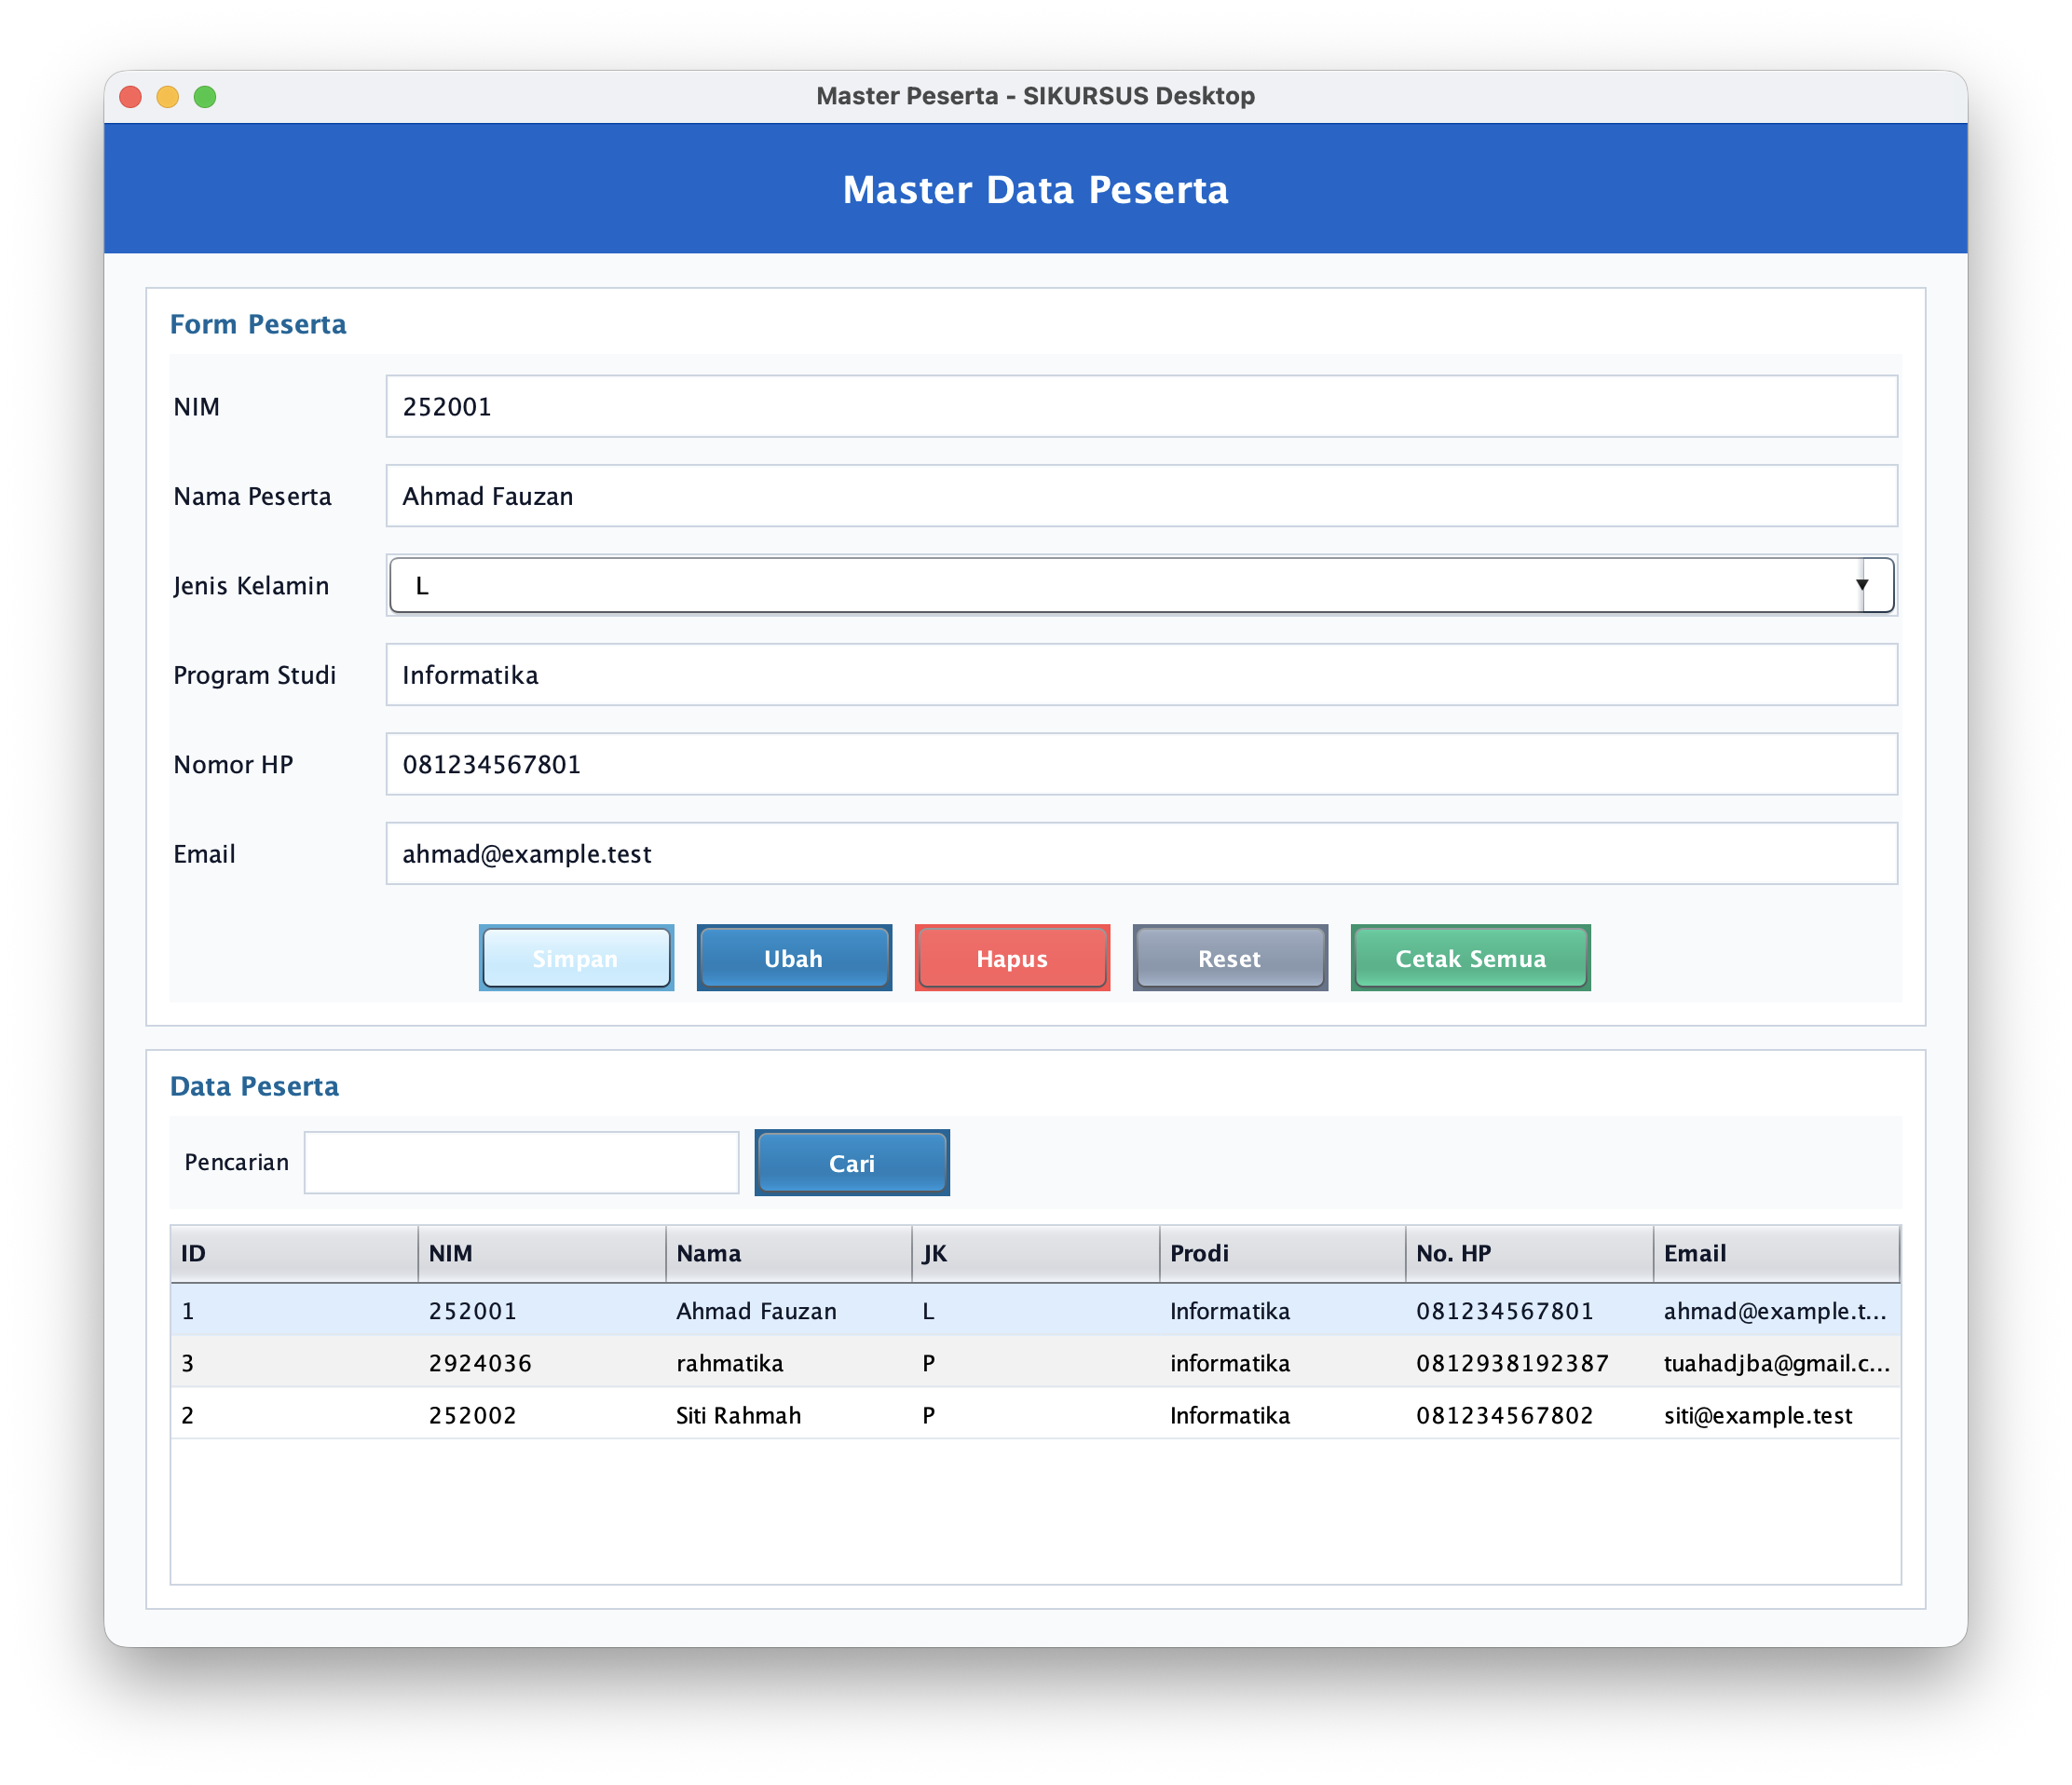 Master Peserta - SIKURSUS Desktop
Master Data Peserta
Form Peserta
NIM 252001
Nama Peserta Ahmad Fauzan
Jenis Kelamin L
Program Studi Informatika
Nomor HP 081234567801
Email ahmad@example.test
Simpan Ubah Hapus Reset Cetak Semua
Data Peserta
Pencarian Cari
ID NIM Nama JK Prodi No. HP Email
1 252001 Ahmad Fauzan L Informatika 081234567801 ahmad@example.t...
3 2924036 rahmatika P informatika 0812938192387 tuahadjba@gmail.c...
2 252002 Siti Rahmah P Informatika 081234567802 siti@example.test